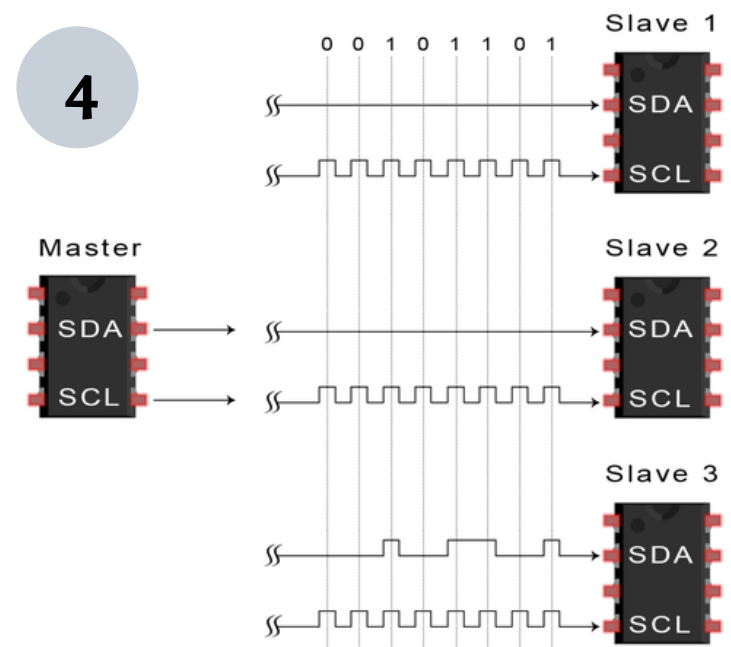 4
Slave 1
0 0 1 0 1 1 0 1
SDA
SCL
Master
SDA
SCL
Slave 2
SDA
SCL
Slave 3
SDA
SCL